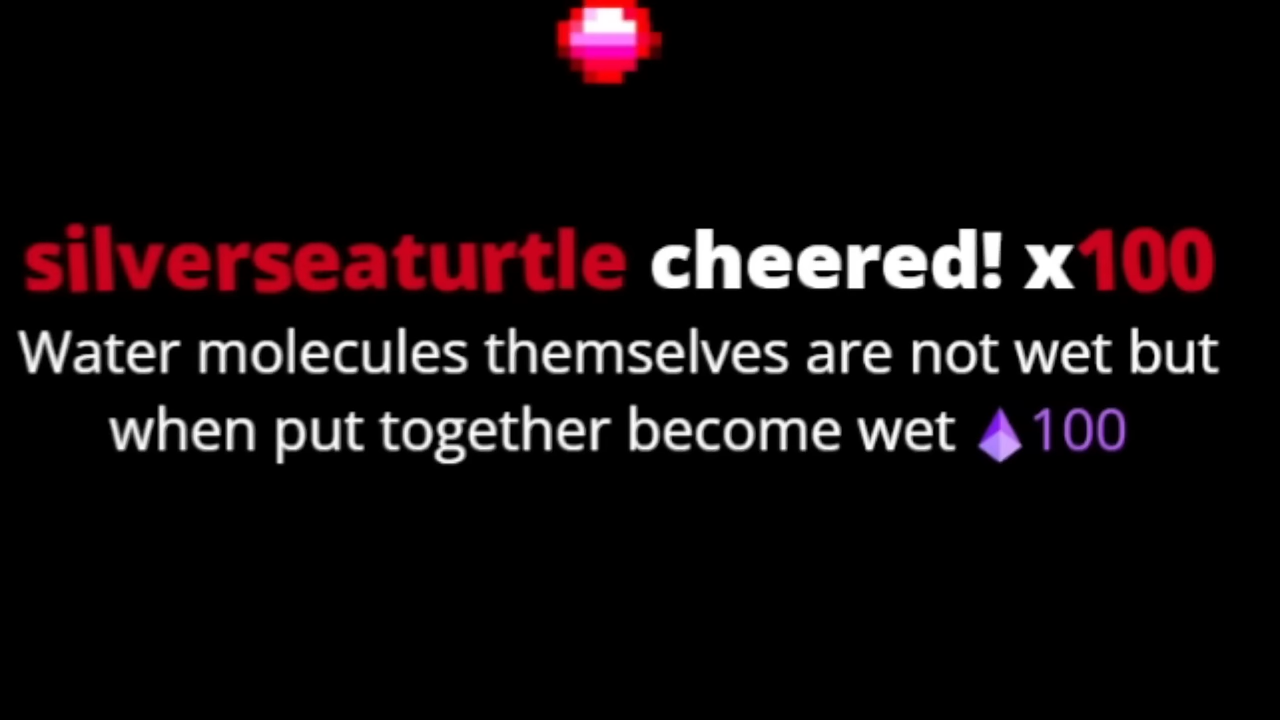 silverseaturtle cheered! x100
Water molecules themselves are not wet but
when put together become wet 100